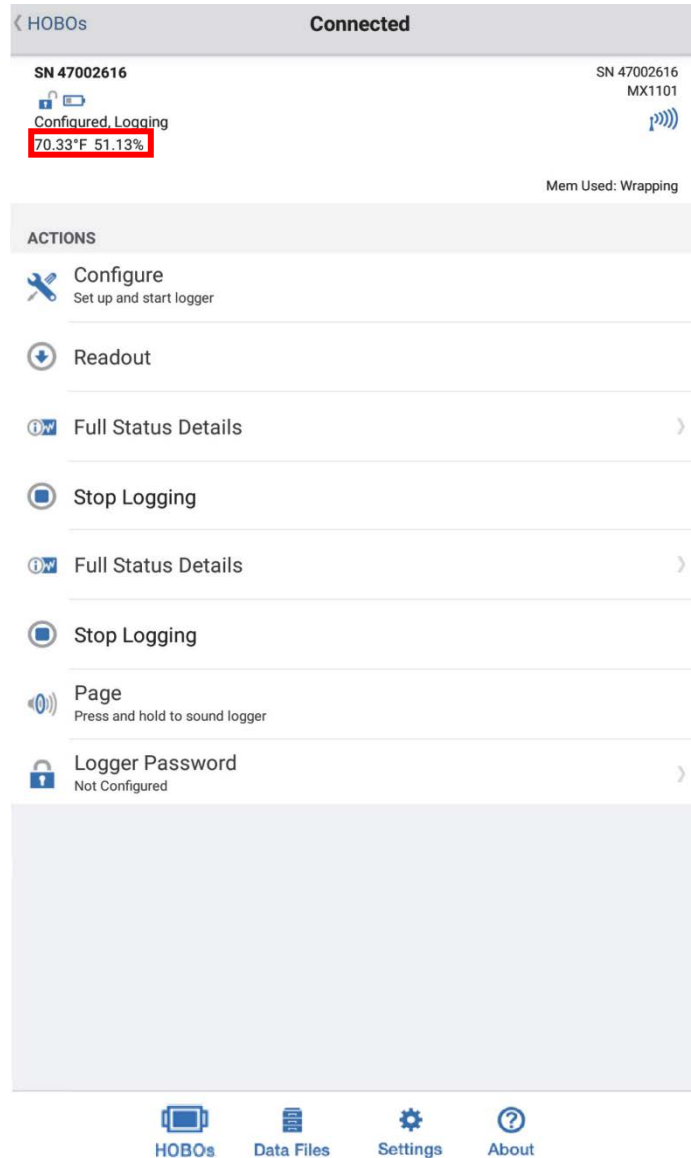 HOBOs
Connected
SN 47002616
SN 47002616
MX1101
Configured, Logging
70.33°F 51.13%
Mem Used: Wrapping
ACTIONS
Configure
Set up and start logger
Readout
Full Status Details
Stop Logging
Full Status Details
Stop Logging
Page
Press and hold to sound logger
Logger Password
Not Configured
HOBOs Data Files Settings About